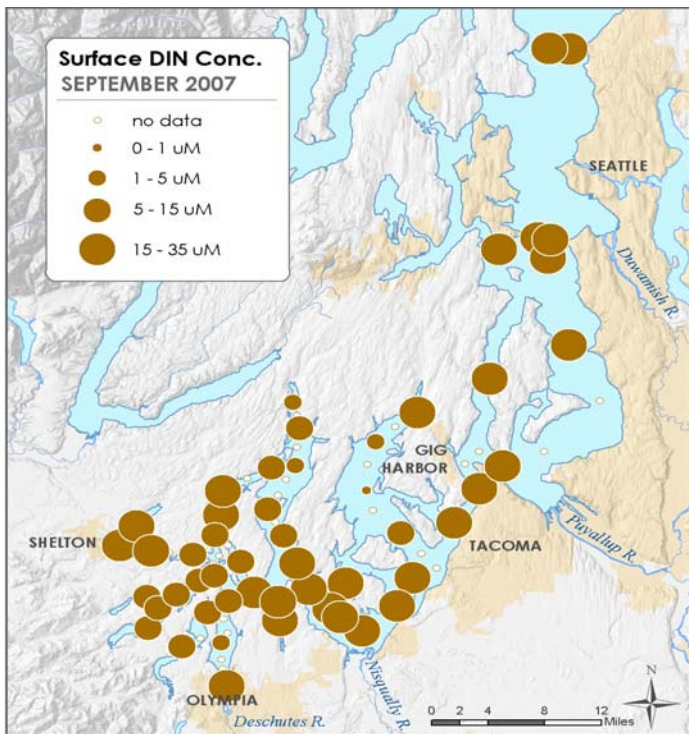 Surface DIN Conc.
SEPTEMBER 2007
no data
0 - 1 uM
1 - 5 uM
5 - 15 uM
15 - 35 uM
SEATTLE
Duwamish R.
GIG
HARBOR
SHELTON
TACOMA
Puyallup R.
Nisqually R.
OLYMPIA
Deschutes R.
N
0 2 4 8 12
Miles